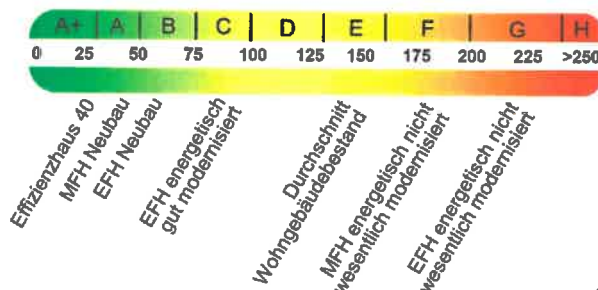 A+ A B C D E F G H
0 25 50 75 100 125 150 175 200 225 >250
Effizienzhaus 40
MFH Neubau
EFH Neubau
EFH energetisch
gut modernisiert
Durchschnitt
Wohngebäudebestand
MFH energetisch nicht
wesentlich modernisiert
EFH energetisch nicht
wesentlich modernisiert